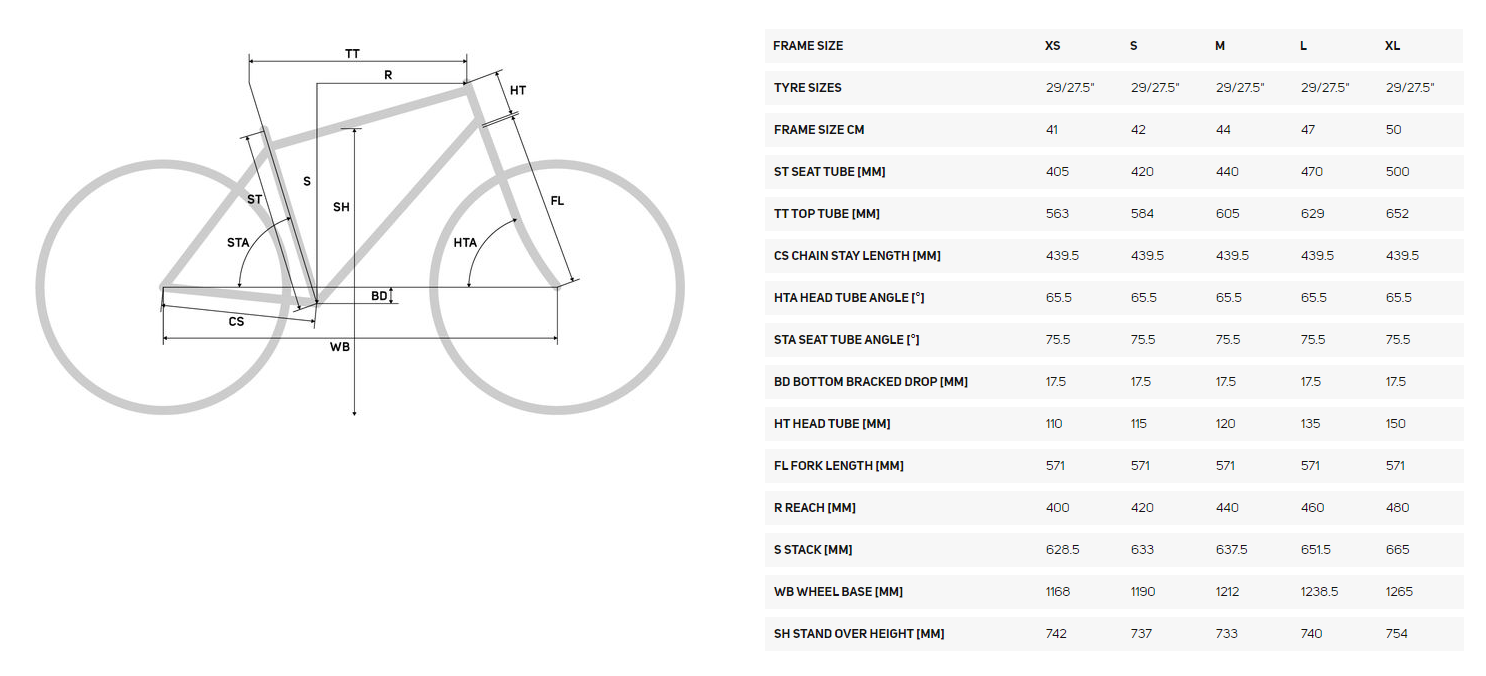 TT
R
HT
S
ST
SH
FL
STA
HTA
BD
CS
WB
FRAME SIZE XS S M L XL
TYRE SIZES 29/27.5" 29/27.5" 29/27.5" 29/27.5" 29/27.5"
FRAME SIZE CM 41 42 44 47 50
ST SEAT TUBE [MM] 405 420 440 470 500
TT TOP TUBE [MM] 563 584 605 629 652
CS CHAIN STAY LENGTH [MM] 439.5 439.5 439.5 439.5 439.5
HTA HEAD TUBE ANGLE [°] 65.5 65.5 65.5 65.5 65.5
STA SEAT TUBE ANGLE [°] 75.5 75.5 75.5 75.5 75.5
BD BOTTOM BRACKED DROP [MM] 17.5 17.5 17.5 17.5 17.5
HT HEAD TUBE [MM] 110 115 120 135 150
FL FORK LENGTH [MM] 571 571 571 571 571
R REACH [MM] 400 420 440 460 480
S STACK [MM] 628.5 633 637.5 651.5 665
WB WHEEL BASE [MM] 1168 1190 1212 1238.5 1265
SH STAND OVER HEIGHT [MM] 742 737 733 740 754